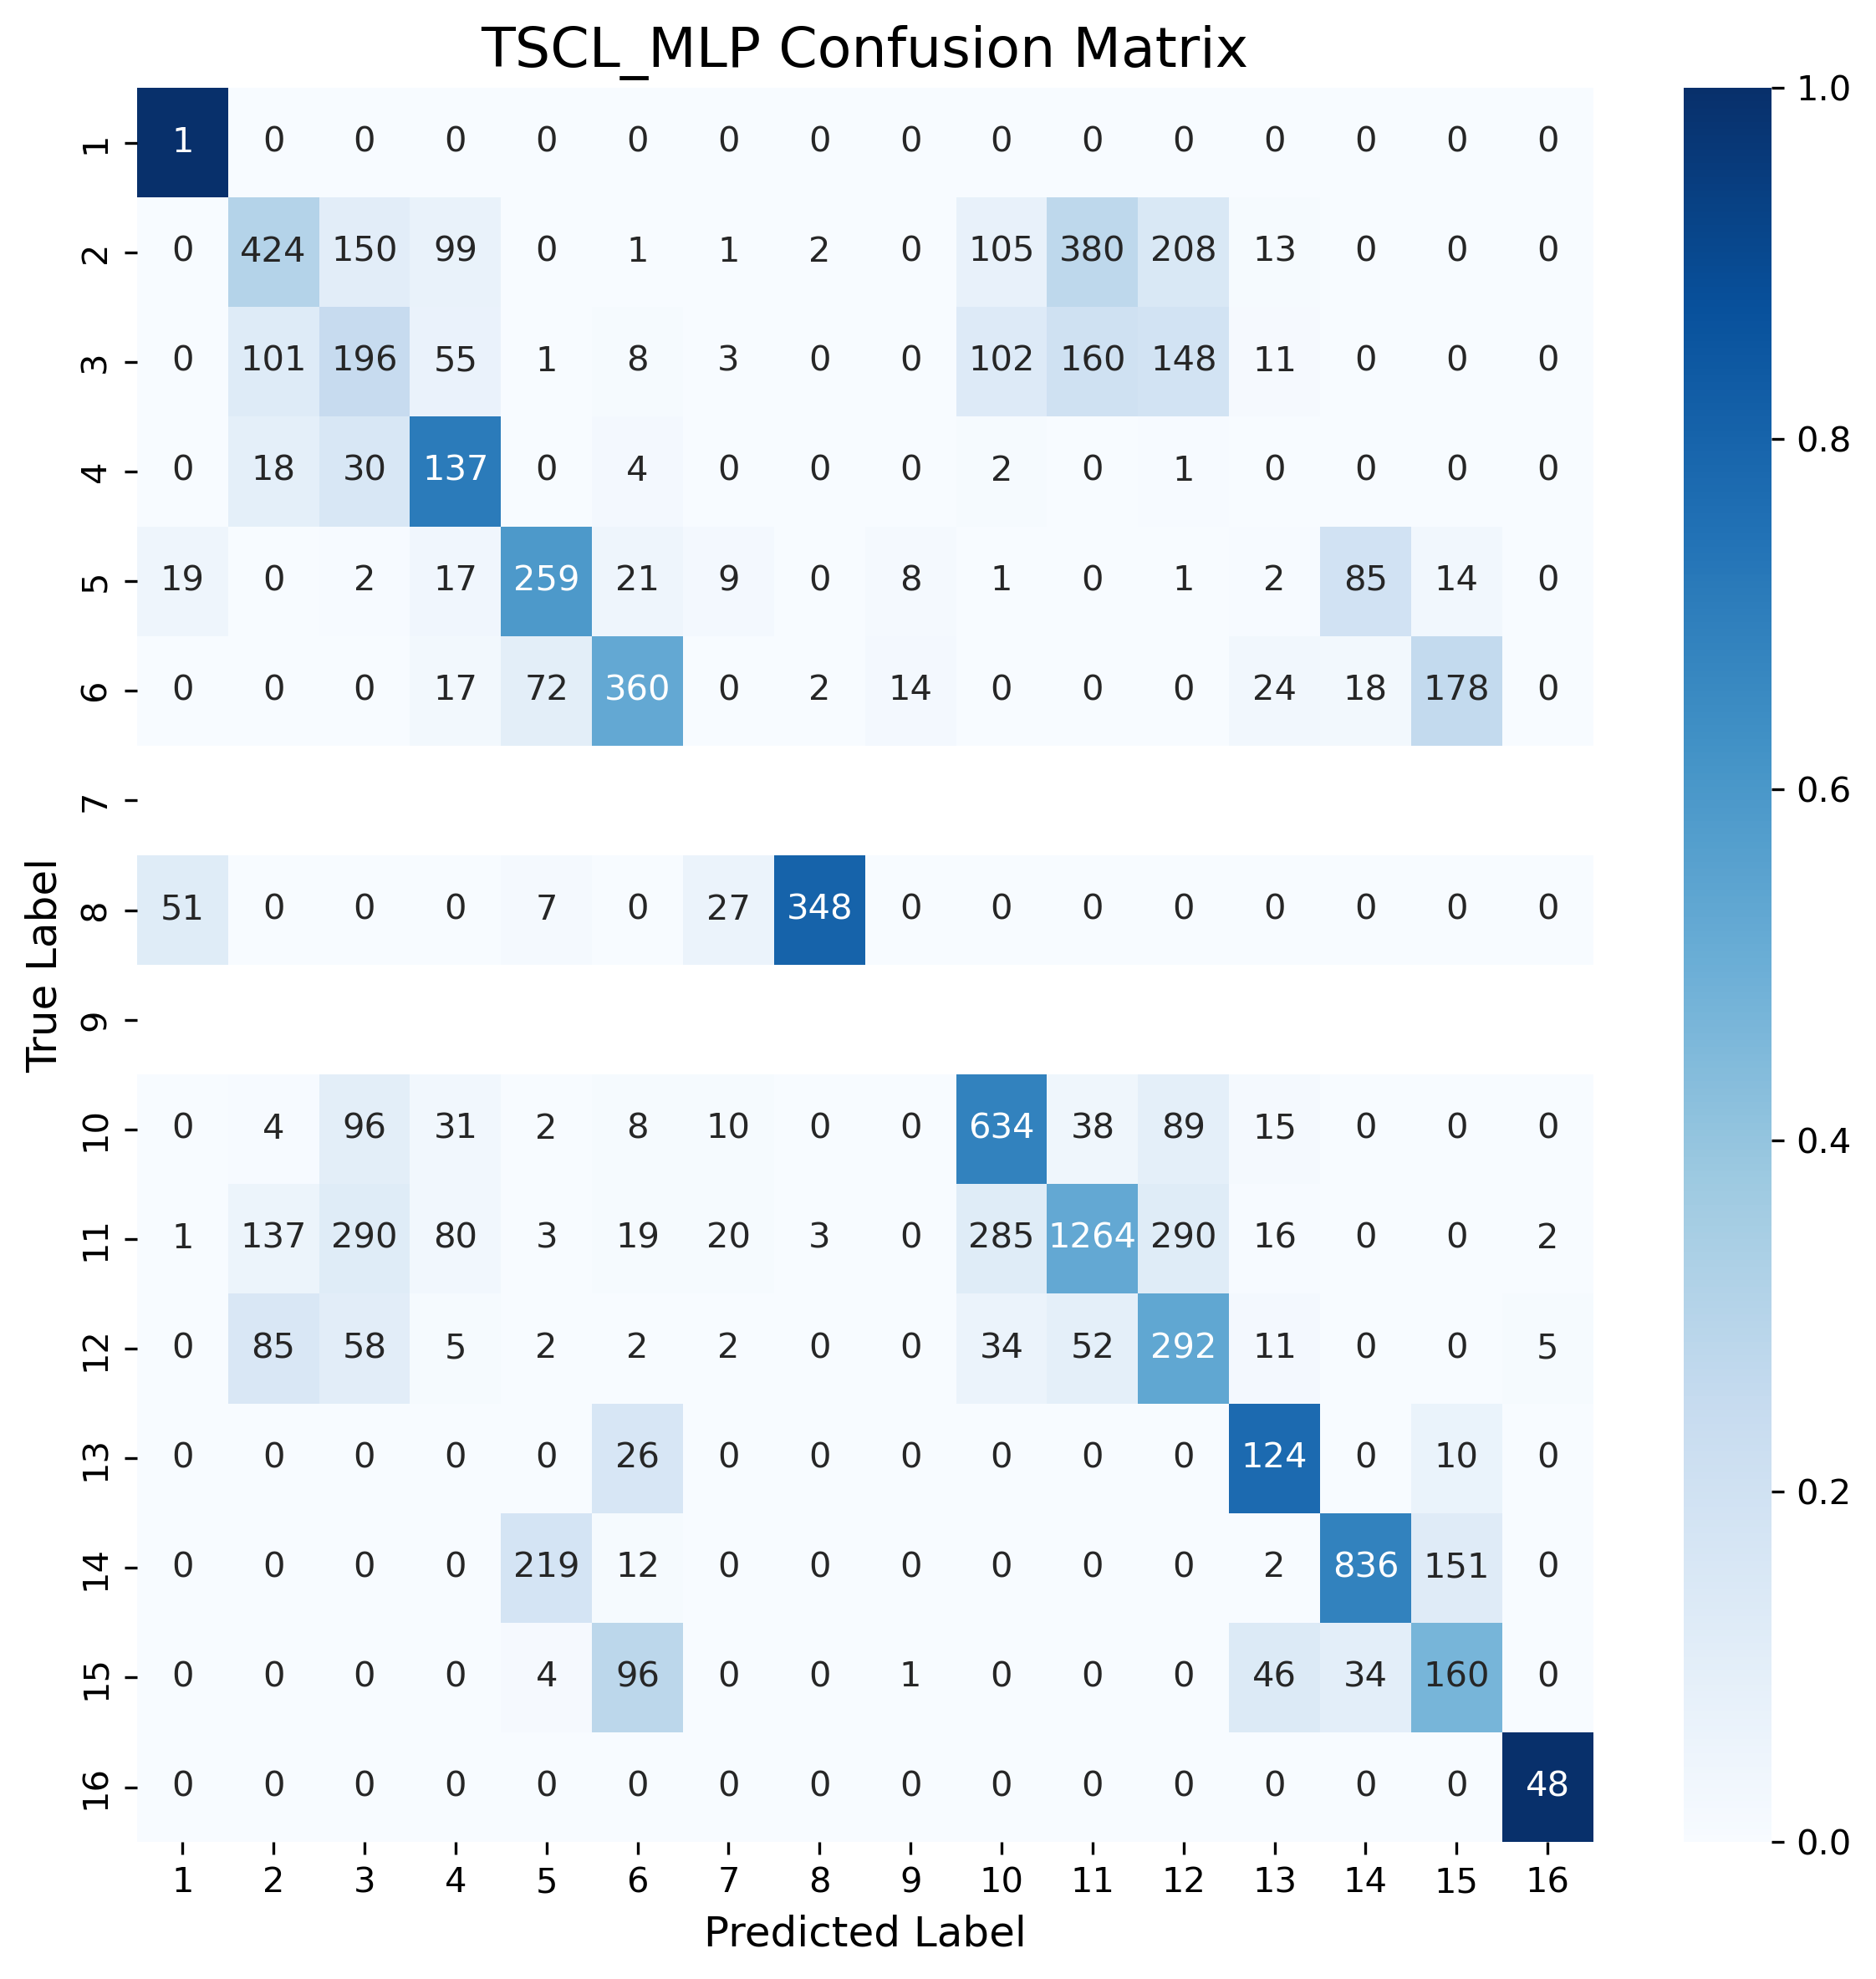 TSCL_MLP Confusion Matrix
1 1 0 0 0 0 0 0 0 0 0 0 0 0 0 0 0
2 0 424 150 99 0 1 1 2 0 105 380 208 13 0 0 0
3 0 101 196 55 1 8 3 0 0 102 160 148 11 0 0 0
4 0 18 30 137 0 4 0 0 0 2 0 1 0 0 0 0
5 19 0 2 17 259 21 9 0 8 1 0 1 2 85 14 0
6 0 0 0 17 72 360 0 2 14 0 0 0 24 18 178 0
7
8 51 0 0 0 7 0 27 348 0 0 0 0 0 0 0 0
9
10 0 4 96 31 2 8 10 0 0 634 38 89 15 0 0 0
11 1 137 290 80 3 19 20 3 0 285 1264 290 16 0 0 2
12 0 85 58 5 2 2 2 0 0 34 52 292 11 0 0 5
13 0 0 0 0 0 26 0 0 0 0 0 0 124 0 10 0
14 0 0 0 0 219 12 0 0 0 0 0 0 2 836 151 0
15 0 0 0 0 4 96 0 0 1 0 0 0 46 34 160 0
16 0 0 0 0 0 0 0 0 0 0 0 0 0 0 0 48
1 2 3 4 5 6 7 8 9 10 11 12 13 14 15 16
Predicted Label
True Label
1.0
0.8
0.6
0.4
0.2
0.0